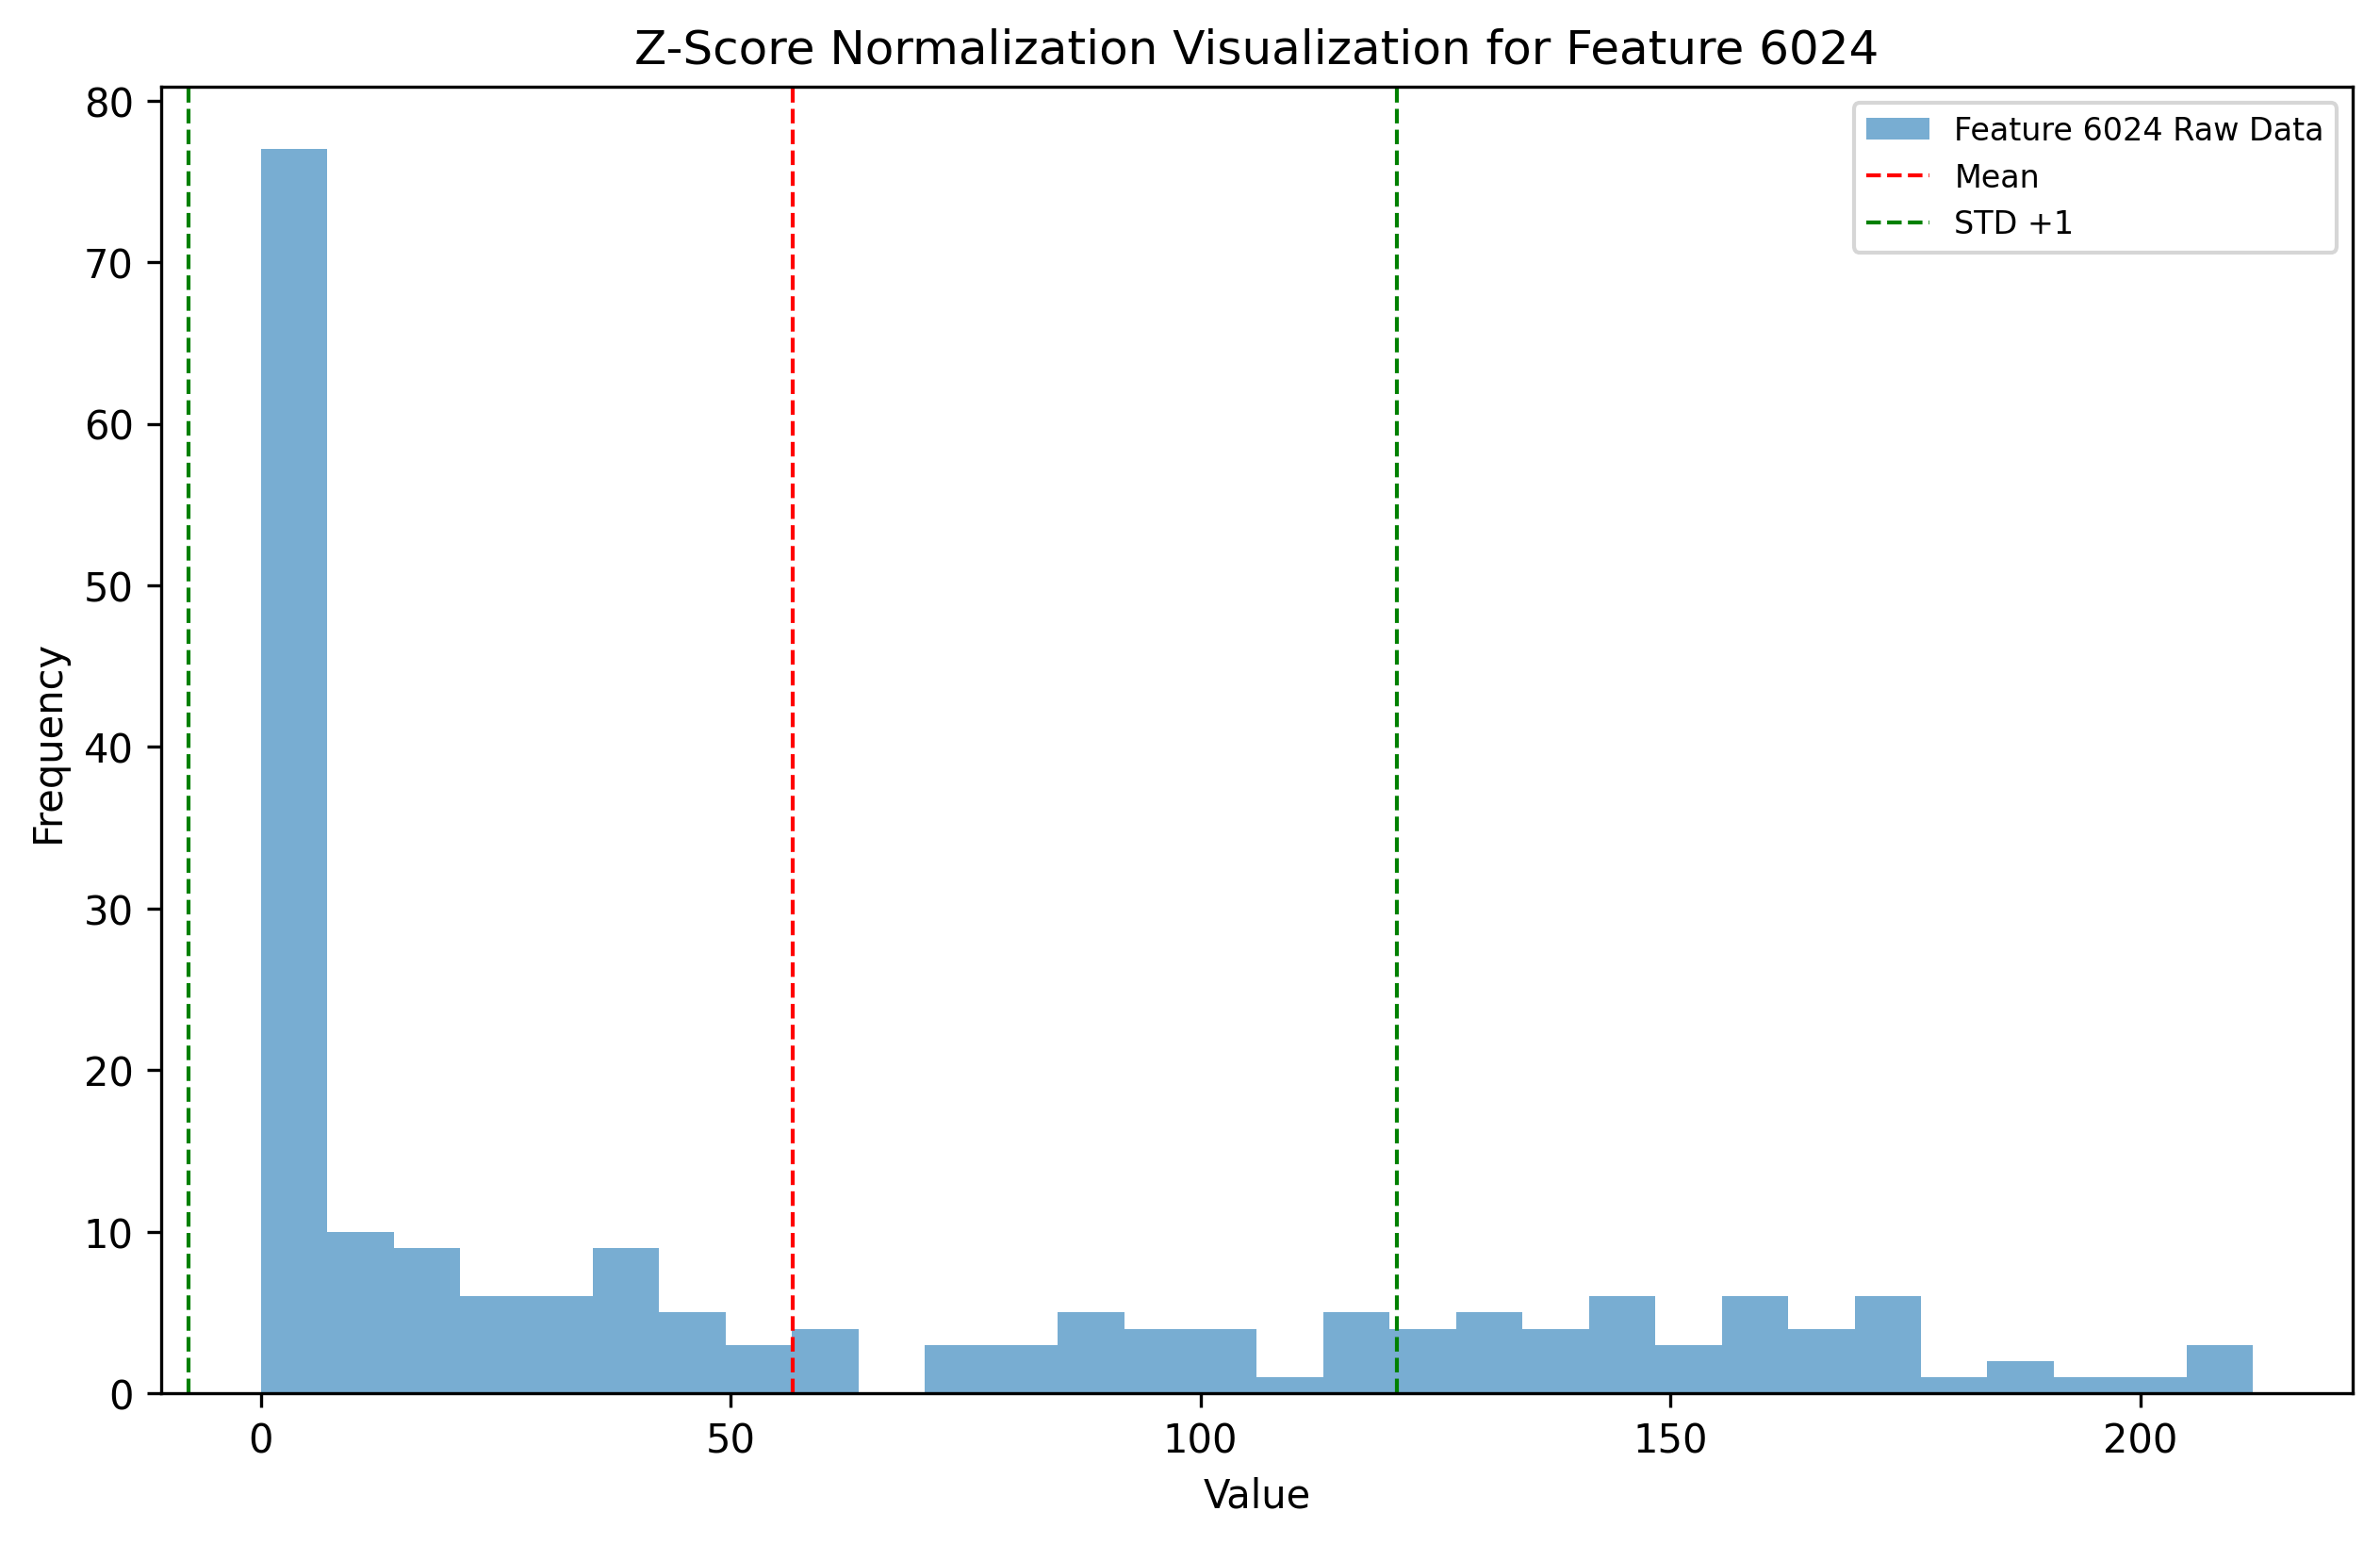 Z-Score Normalization Visualization for Feature 6024
Feature 6024 Raw Data
Mean
STD +1
80
70
60
50
40
30
20
10
0
Frequency
0 50 100 150 200
Value